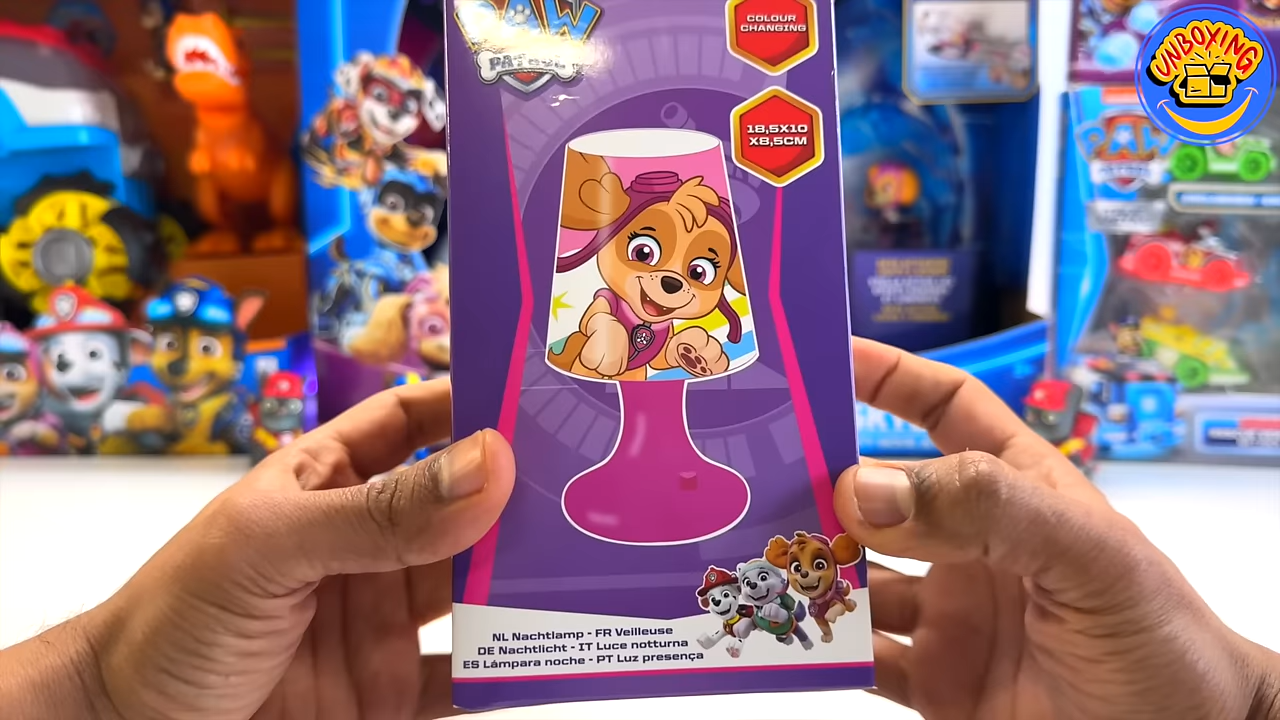 PAW
PATROL
COLOUR
CHANGING
18,5X10
X8,5CM
NL Nachtlamp - FR Veilleuse
DE Nachtlicht - IT Luce notturna
ES Lámpara noche - PT Luz presença
UNBOXING
PAW